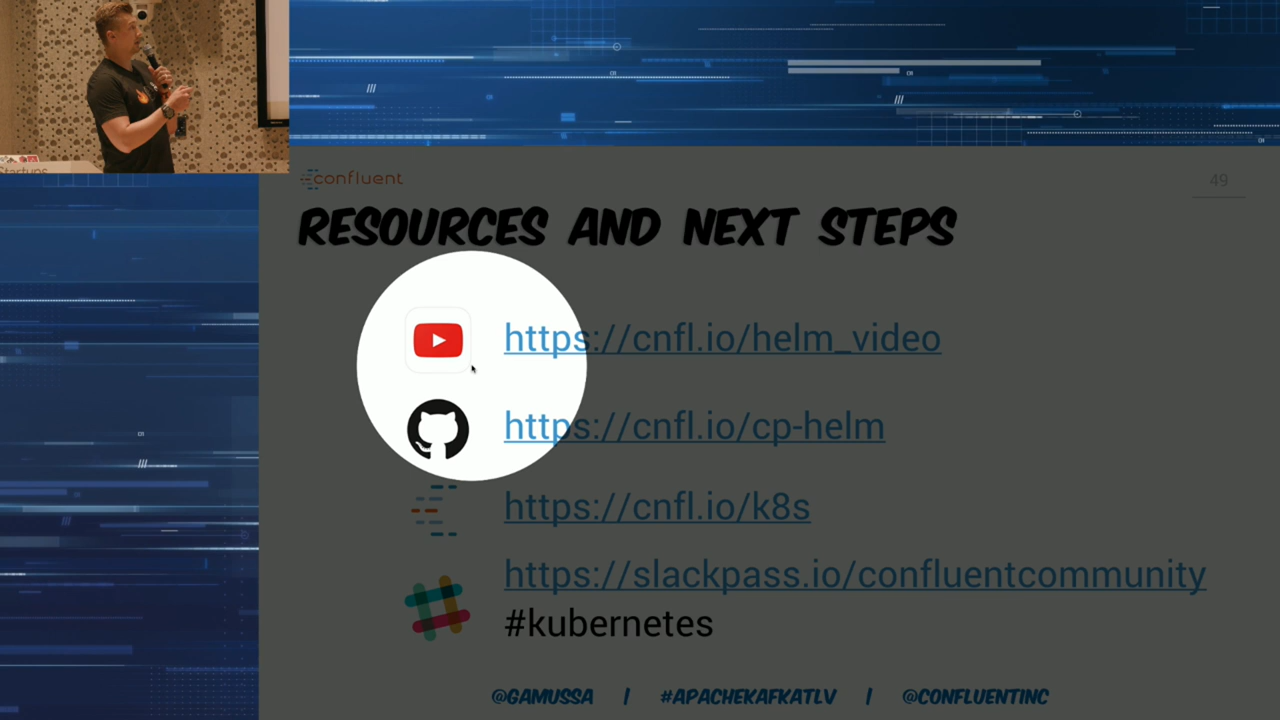 Startups
confluent
49
RESOURCES AND NEXT STEPS
https://cnfl.io/helm_video
https://cnfl.io/cp-helm
https://cnfl.io/k8s
https://slackpass.io/confluentcommunity
#kubernetes
@GAMUSSA | #APACHEKAFKATLV | @CONFLUENTINC